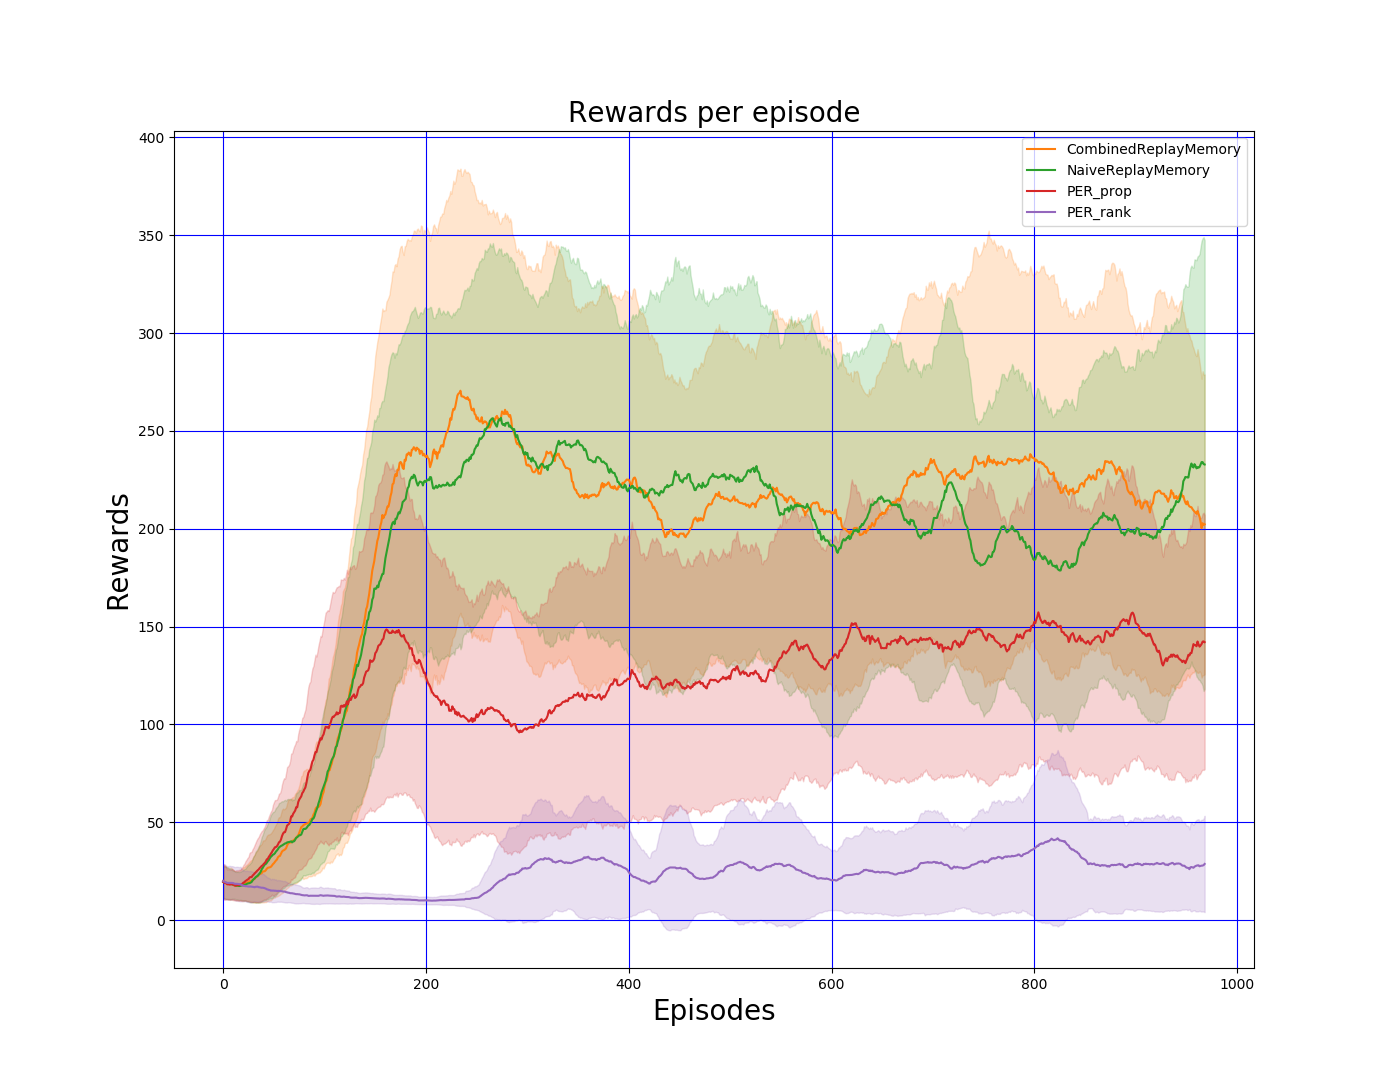 Rewards per episode
400
350
300
250
200
150
100
50
0
Rewards
CombinedReplayMemory
NaiveReplayMemory
PER_prop
PER_rank
0
200
400
600
800
1000
Episodes